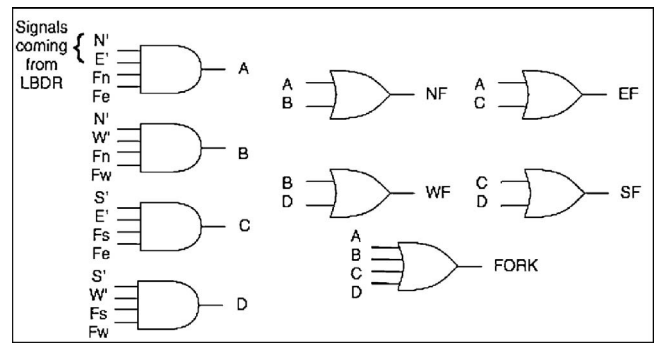 Signals
coming
from
LBDR
N'
E'
Fn
Fe
A
N'
W'
Fn
Fw
B
S'
E'
Fs
Fe
C
S'
W'
Fs
Fw
D
A
B
NF
A
C
EF
B
D
WF
C
D
SF
A
B
C
D
FORK